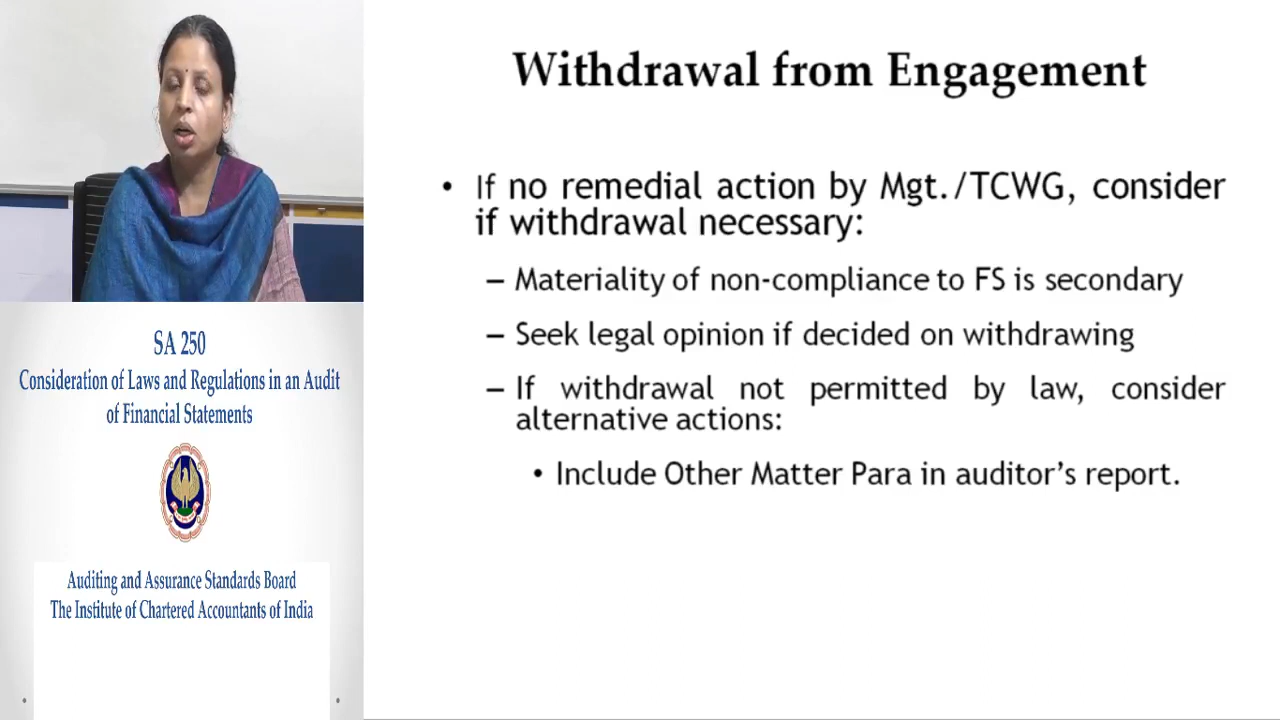 Withdrawal from Engagement
• If no remedial action by Mgt./TCWG, consider
if withdrawal necessary:
– Materiality of non-compliance to FS is secondary
– Seek legal opinion if decided on withdrawing
– If withdrawal not permitted by law, consider
alternative actions:
• Include Other Matter Para in auditor's report.
SA 250
Consideration of Laws and Regulations in an Audit
of Financial Statements
Auditing and Assurance Standards Board
The Institute of Chartered Accountants of India